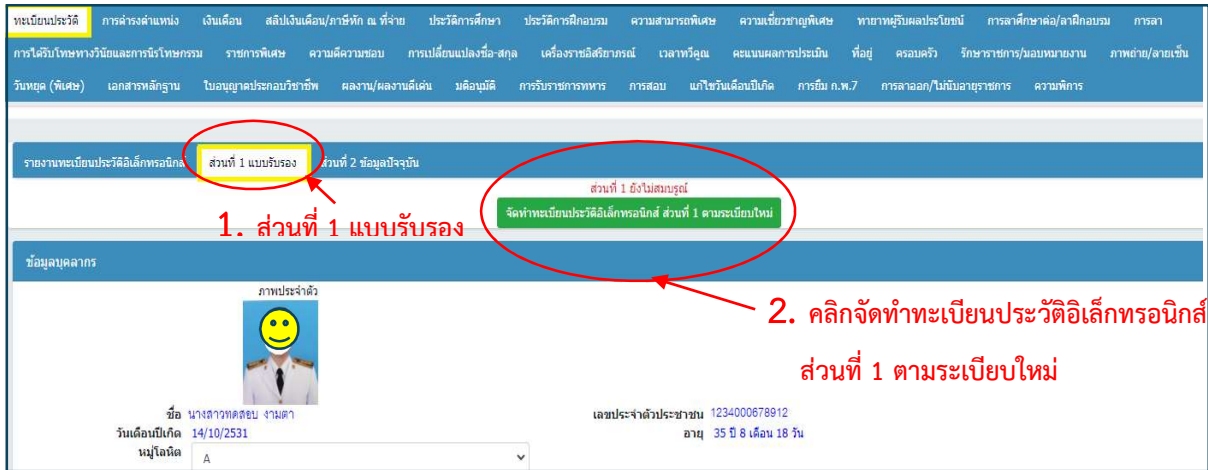 ทะเบียนประวัติ การดำรงตำแหน่ง เงินเดือน สลิปเงินเดือน/ภาษีหัก ณ ที่จ่าย ประวัติการศึกษา ประวัติการฝึกอบรม ความสามารถพิเศษ ความเชี่ยวชาญพิเศษ ทายาทผู้รับผลประโยชน์ การลาศึกษาต่อ/ลาฝึกอบรม การลา
การได้รับโทษทางวินัยและการนิรโทษกรรม ราชการพิเศษ ความดีความชอบ การเปลี่ยนแปลงชื่อ-สกุล เครื่องราชอิสริยาภรณ์ เวลาทวีคูณ คะแนนผลการประเมิน ที่อยู่ ครอบครัว รักษาราชการ/มอบหมายงาน ภาพถ่าย/ลายเซ็น
วันหยุด (พิเศษ) เอกสารหลักฐาน ใบอนุญาตประกอบวิชาชีพ ผลงาน/ผลงานดีเด่น มติอนุมัติ การรับราชการทหาร การสอบ แก้ไขวันเดือนปีเกิด การยืม ก.พ.7 การลาออก/ไม่นับอายุราชการ ความพิการ
รายงานทะเบียนประวัติอิเล็กทรอนิกส์ ส่วนที่ 1 แบบรับรอง ส่วนที่ 2 ข้อมูลปัจจุบัน
ส่วนที่ 1 ยังไม่สมบูรณ์
จัดทำทะเบียนประวัติอิเล็กทรอนิกส์ ส่วนที่ 1 ตามระเบียบใหม่
1. ส่วนที่ 1 แบบรับรอง
ข้อมูลบุคลากร
ภาพประจำตัว
2. คลิกจัดทำทะเบียนประวัติอิเล็กทรอนิกส์
ส่วนที่ 1 ตามระเบียบใหม่
ชื่อ นางสาวทดสอบ งามตา เลขประจำตัวประชาชน 1234000678912
วันเดือนปีเกิด 14/10/2531 อายุ 35 ปี 8 เดือน 18 วัน
หมู่โลหิต A